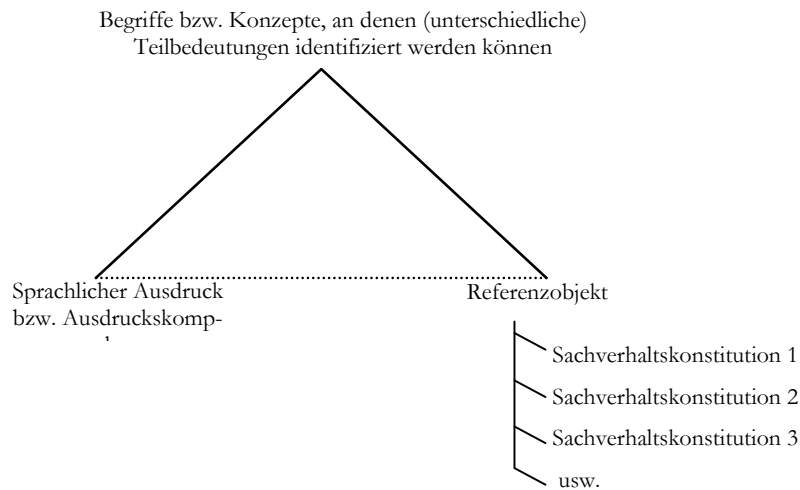 Begriffe bzw. Konzepte, an denen (unterschiedliche)
Teilbedeutungen identifiziert werden können
Sprachlicher Ausdruck
bzw. Ausdruckskomp-
Referenzobjekt
Sachverhaltskonstitution 1
Sachverhaltskonstitution 2
Sachverhaltskonstitution 3
usw.